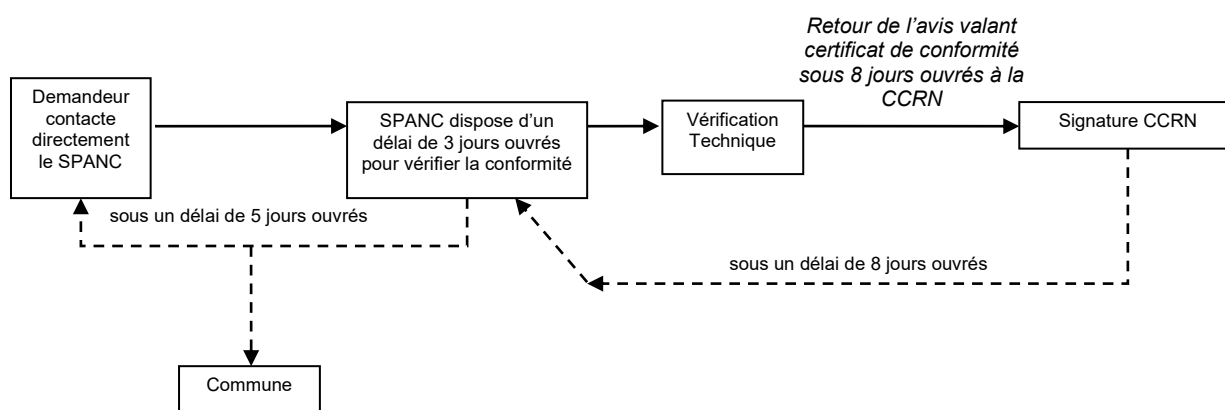 Retour de l’avis valant
certificat de conformité
sous 8 jours ouvrés à la
CCRN
Demandeur
contacte
directement
le SPANC
SPANC dispose d’un
délai de 3 jours ouvrés
pour vérifier la conformité
Vérification
Technique
Signature CCRN
sous un délai de 5 jours ouvrés
sous un délai de 8 jours ouvrés
Commune